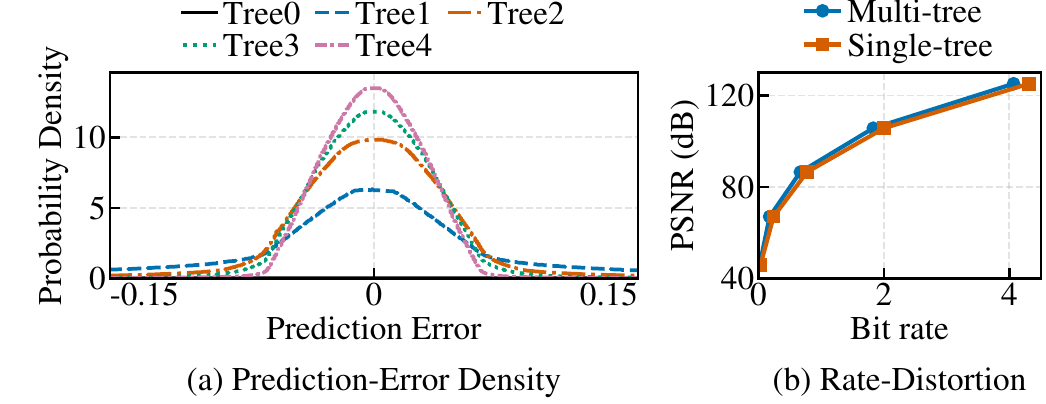 Tree0 Tree1 Tree2
Tree3 Tree4
Probability Density
10
5
0
-0.15 0 0.15
Prediction Error
(a) Prediction-Error Density
Multi-tree
Single-tree
PSNR (dB)
120
80
40
0 2 4
Bit rate
(b) Rate-Distortion